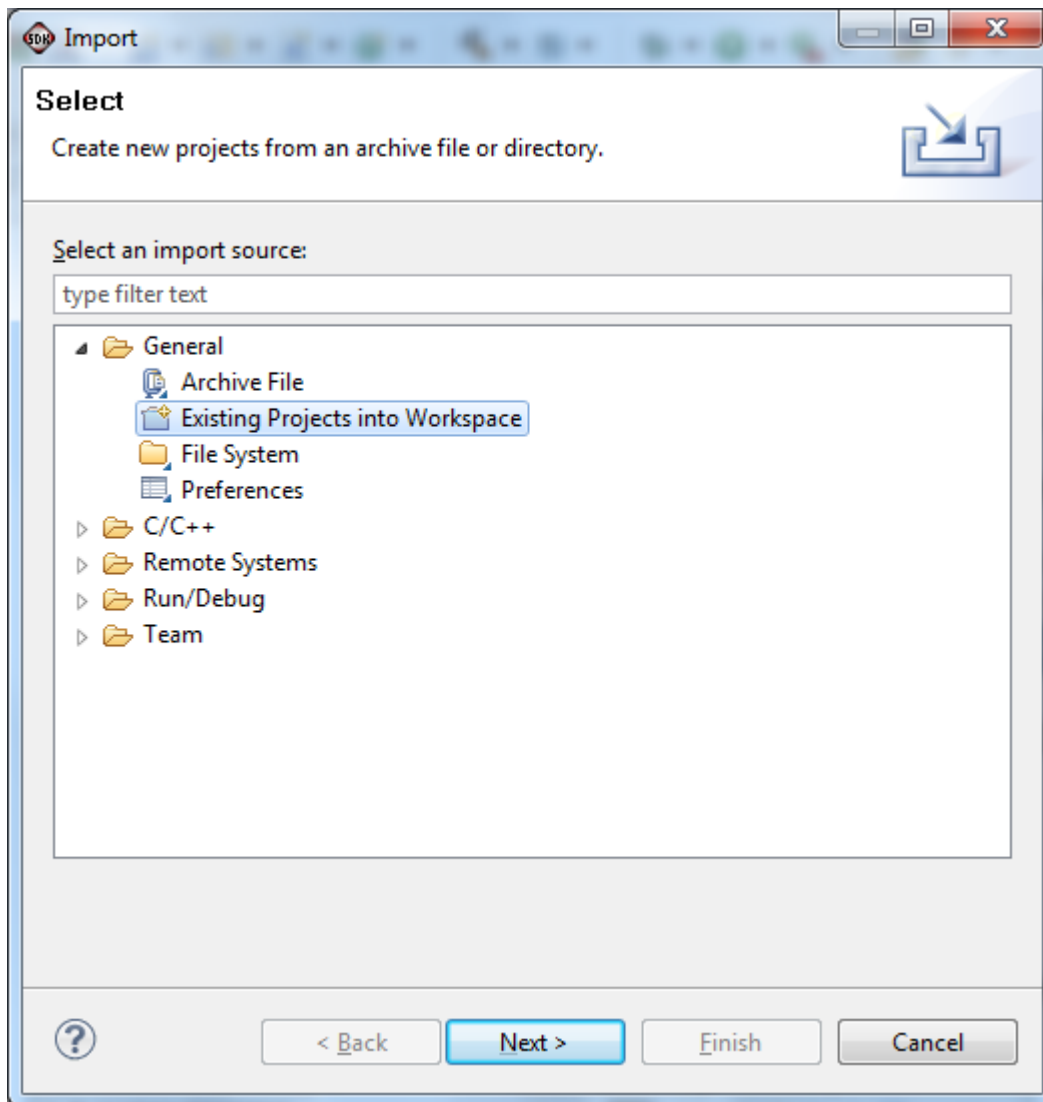 SDK Import
Select
Create new projects from an archive file or directory.
Select an import source:
type filter text
General
Archive File
Existing Projects into Workspace
File System
Preferences
C/C++
Remote Systems
Run/Debug
Team
? < Back Next > Finish Cancel